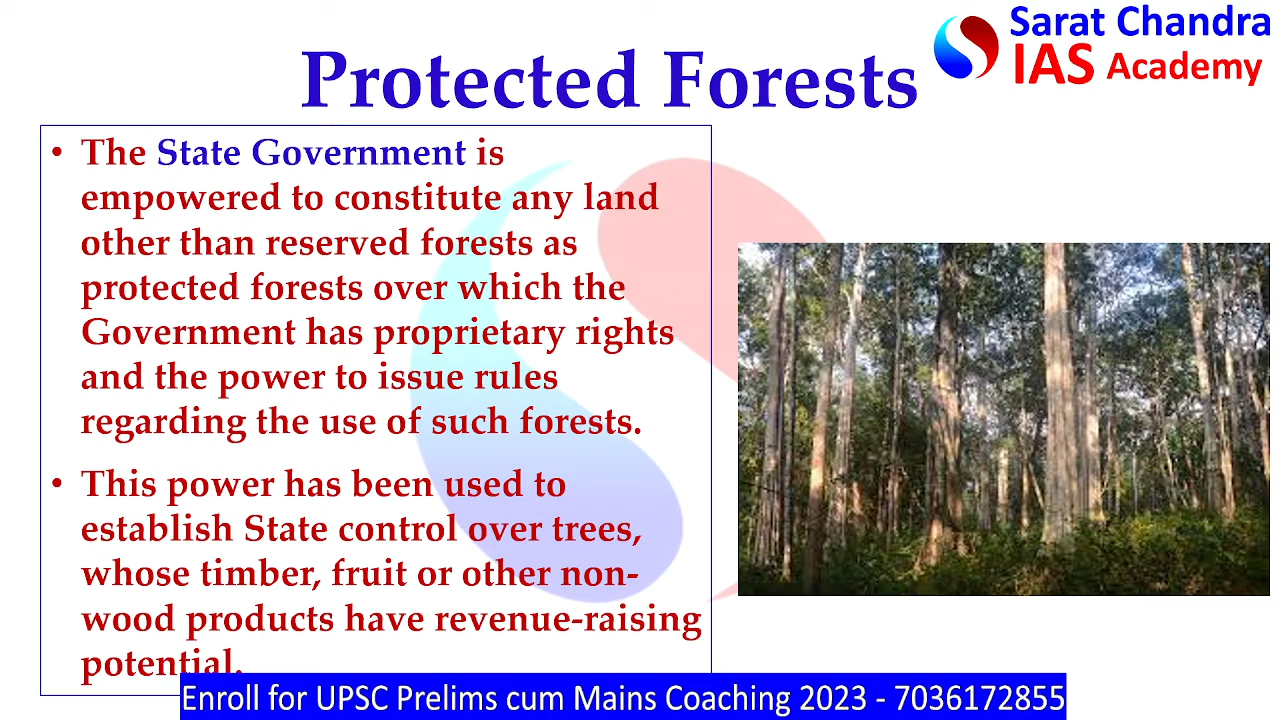 Sarat Chandra
IAS Academy
Protected Forests
• The State Government is
empowered to constitute any land
other than reserved forests as
protected forests over which the
Government has proprietary rights
and the power to issue rules
regarding the use of such forests.
• This power has been used to
establish State control over trees,
whose timber, fruit or other non-
wood products have revenue-raising
potential.
Enroll for UPSC Prelims cum Mains Coaching 2023 - 7036172855